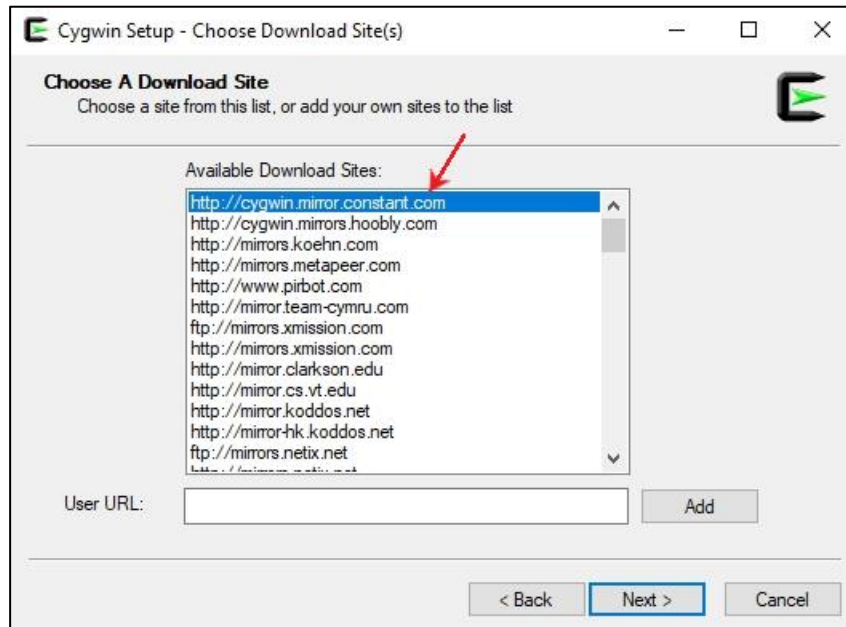 Cygwin Setup - Choose Download Site(s)
Choose A Download Site
Choose a site from this list, or add your own sites to the list
Available Download Sites:
http://cygwin.mirror.constant.com
http://cygwin.mirrors.hoobly.com
http://mirrors.koehn.com
http://mirrors.metapeer.com
http://www.pirbot.com
http://mirror.team-cymru.com
ftp://mirrors.xmission.com
http://mirrors.xmission.com
http://mirror.clarkson.edu
http://mirror.cs.vt.edu
http://mirror.koddos.net
http://mirror-hk.koddos.net
ftp://mirrors.netix.net
User URL:
Add
< Back
Next >
Cancel